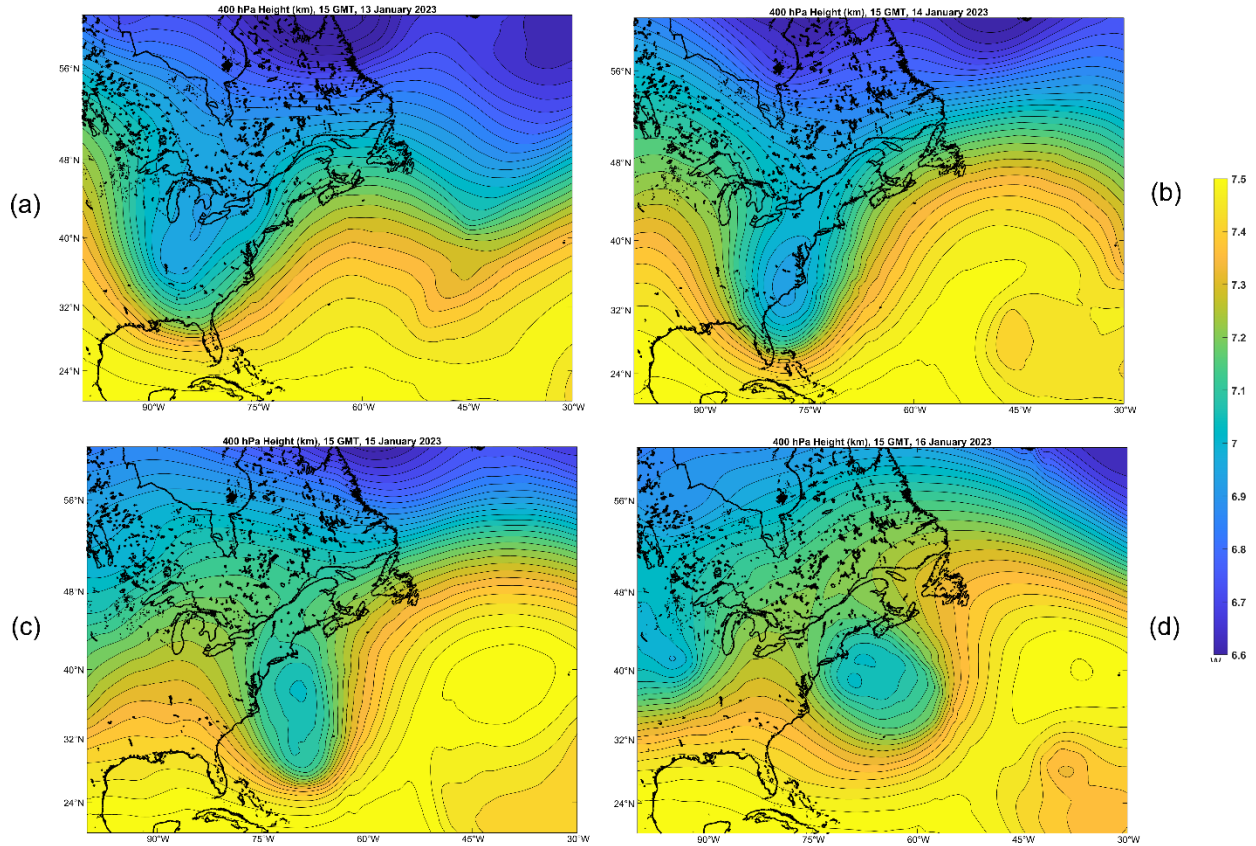 400 hPa Height (km), 15 GMT, 13 January 2023
56°N
48°N
40°N
32°N
24°N
90°W
75°W
60°W
45°W
30°W
(a)
400 hPa Height (km), 15 GMT, 14 January 2023
56°N
48°N
40°N
32°N
24°N
90°W
75°W
60°W
45°W
30°W
(b)
400 hPa Height (km), 15 GMT, 15 January 2023
56°N
48°N
40°N
32°N
24°N
90°W
75°W
60°W
45°W
30°W
(c)
400 hPa Height (km), 15 GMT, 16 January 2023
56°N
48°N
40°N
32°N
24°N
90°W
75°W
60°W
45°W
30°W
(d)
7.5
7.4
7.3
7.2
7.1
7
6.9
6.8
6.7
6.6